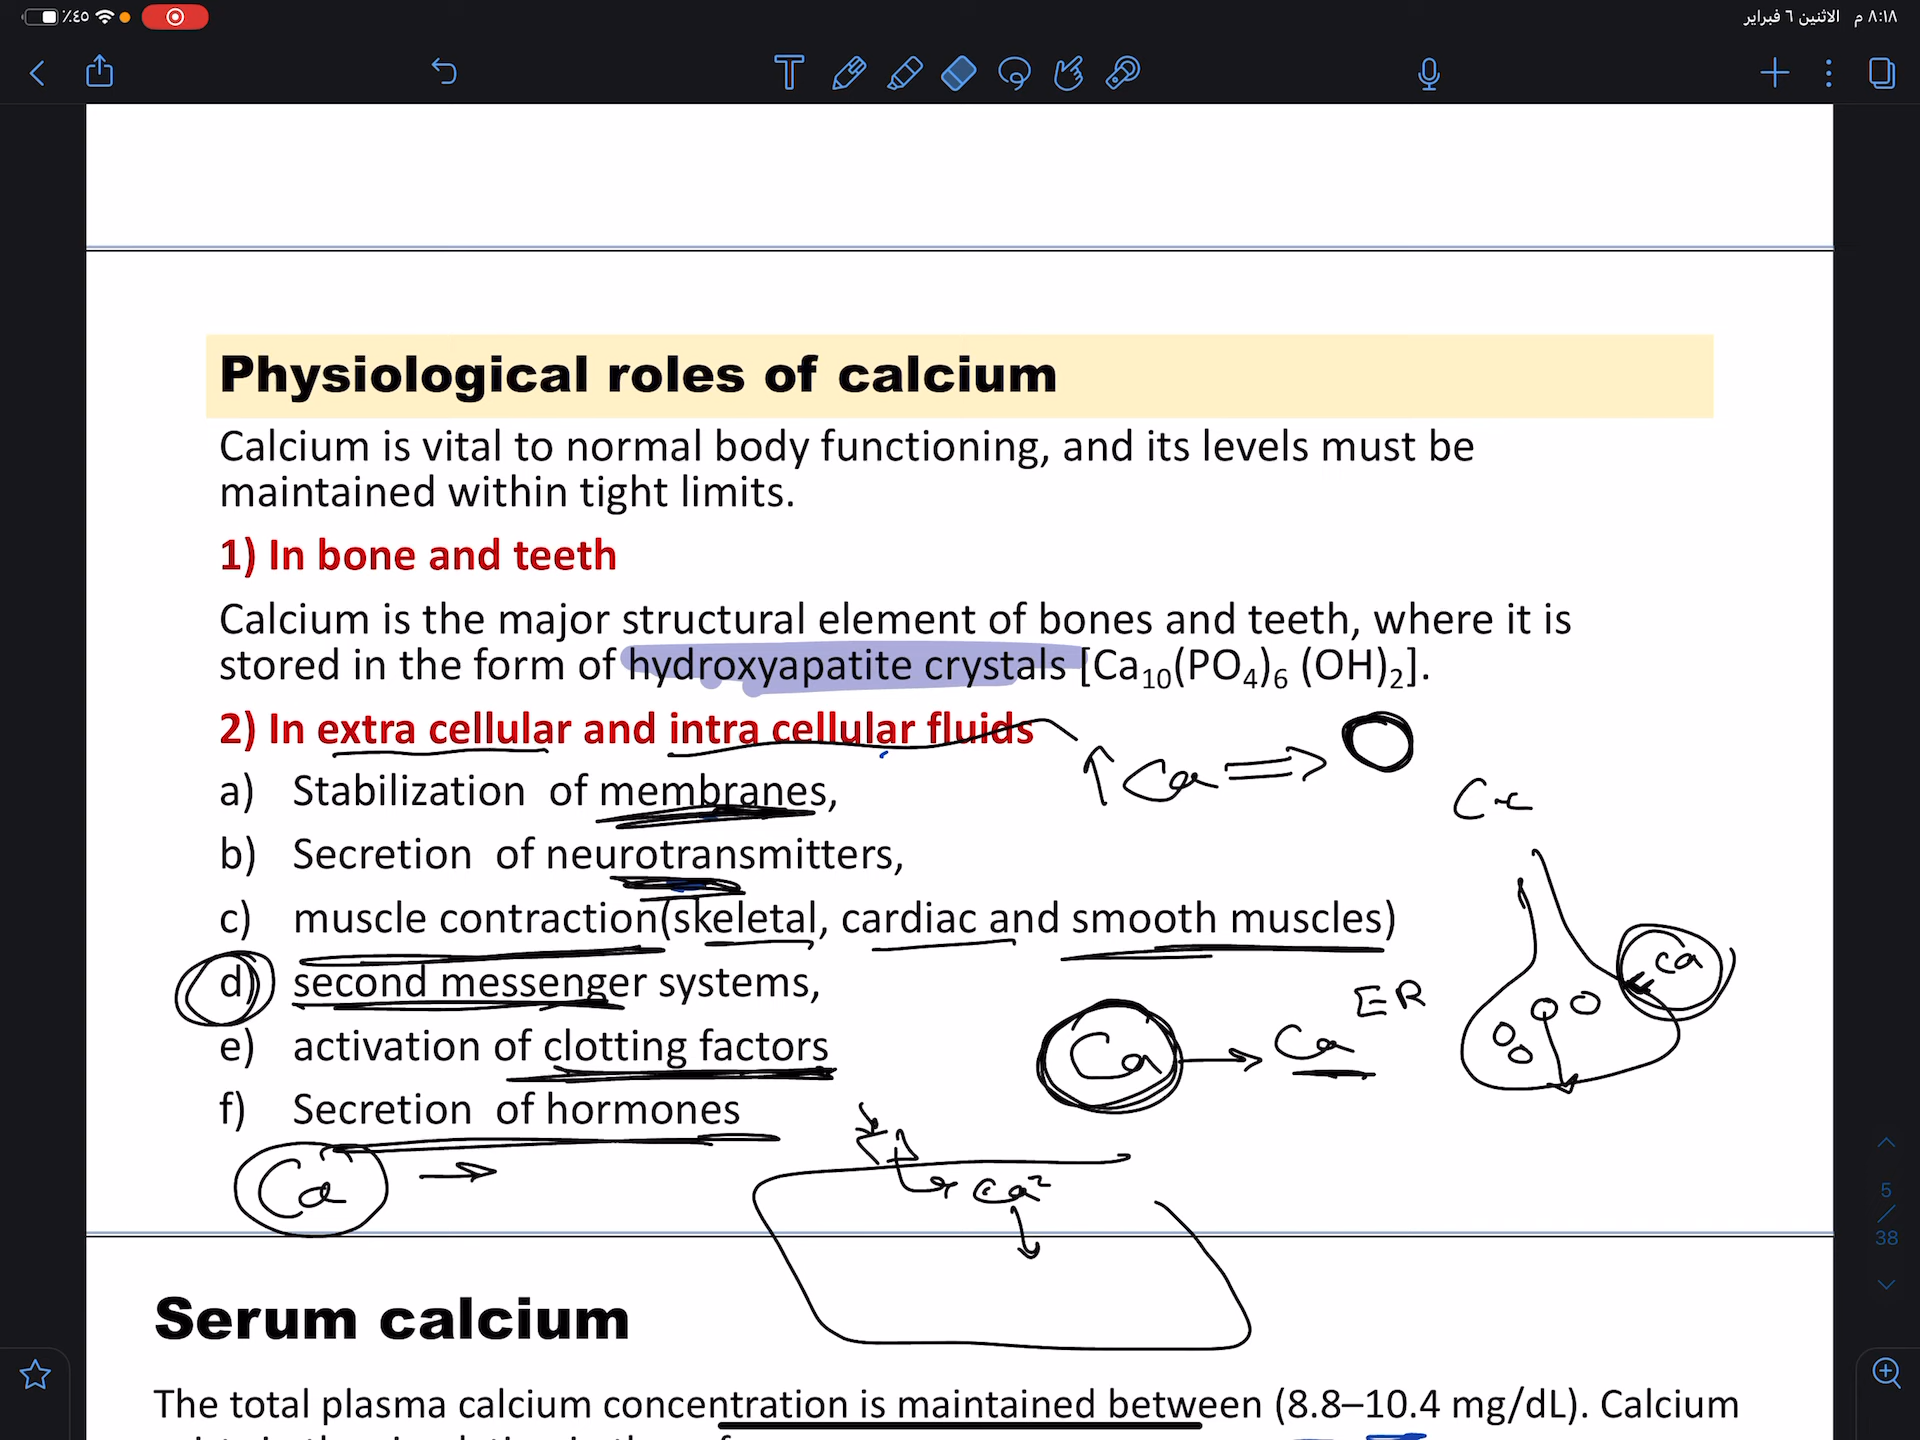 ٪٤٥
٨:١٨ م الاثنين ٦ فبراير
Physiological roles of calcium
Calcium is vital to normal body functioning, and its levels must be
maintained within tight limits.
1) In bone and teeth
Calcium is the major structural element of bones and teeth, where it is
stored in the form of hydroxyapatite crystals [Ca₁₀(PO₄)₆ (OH)₂].
2) In extra cellular and intra cellular fluids
↑ Ca ⇒
a) Stabilization of membranes,
b) Secretion of neurotransmitters,
c) muscle contraction(skeletal, cardiac and smooth muscles)
Ca
d) second messenger systems,
ER
e) activation of clotting factors
Ca → Ca
f) Secretion of hormones
Ca →
Ca²
5
/
38
Serum calcium
The total plasma calcium concentration is maintained between (8.8–10.4 mg/dL). Calcium